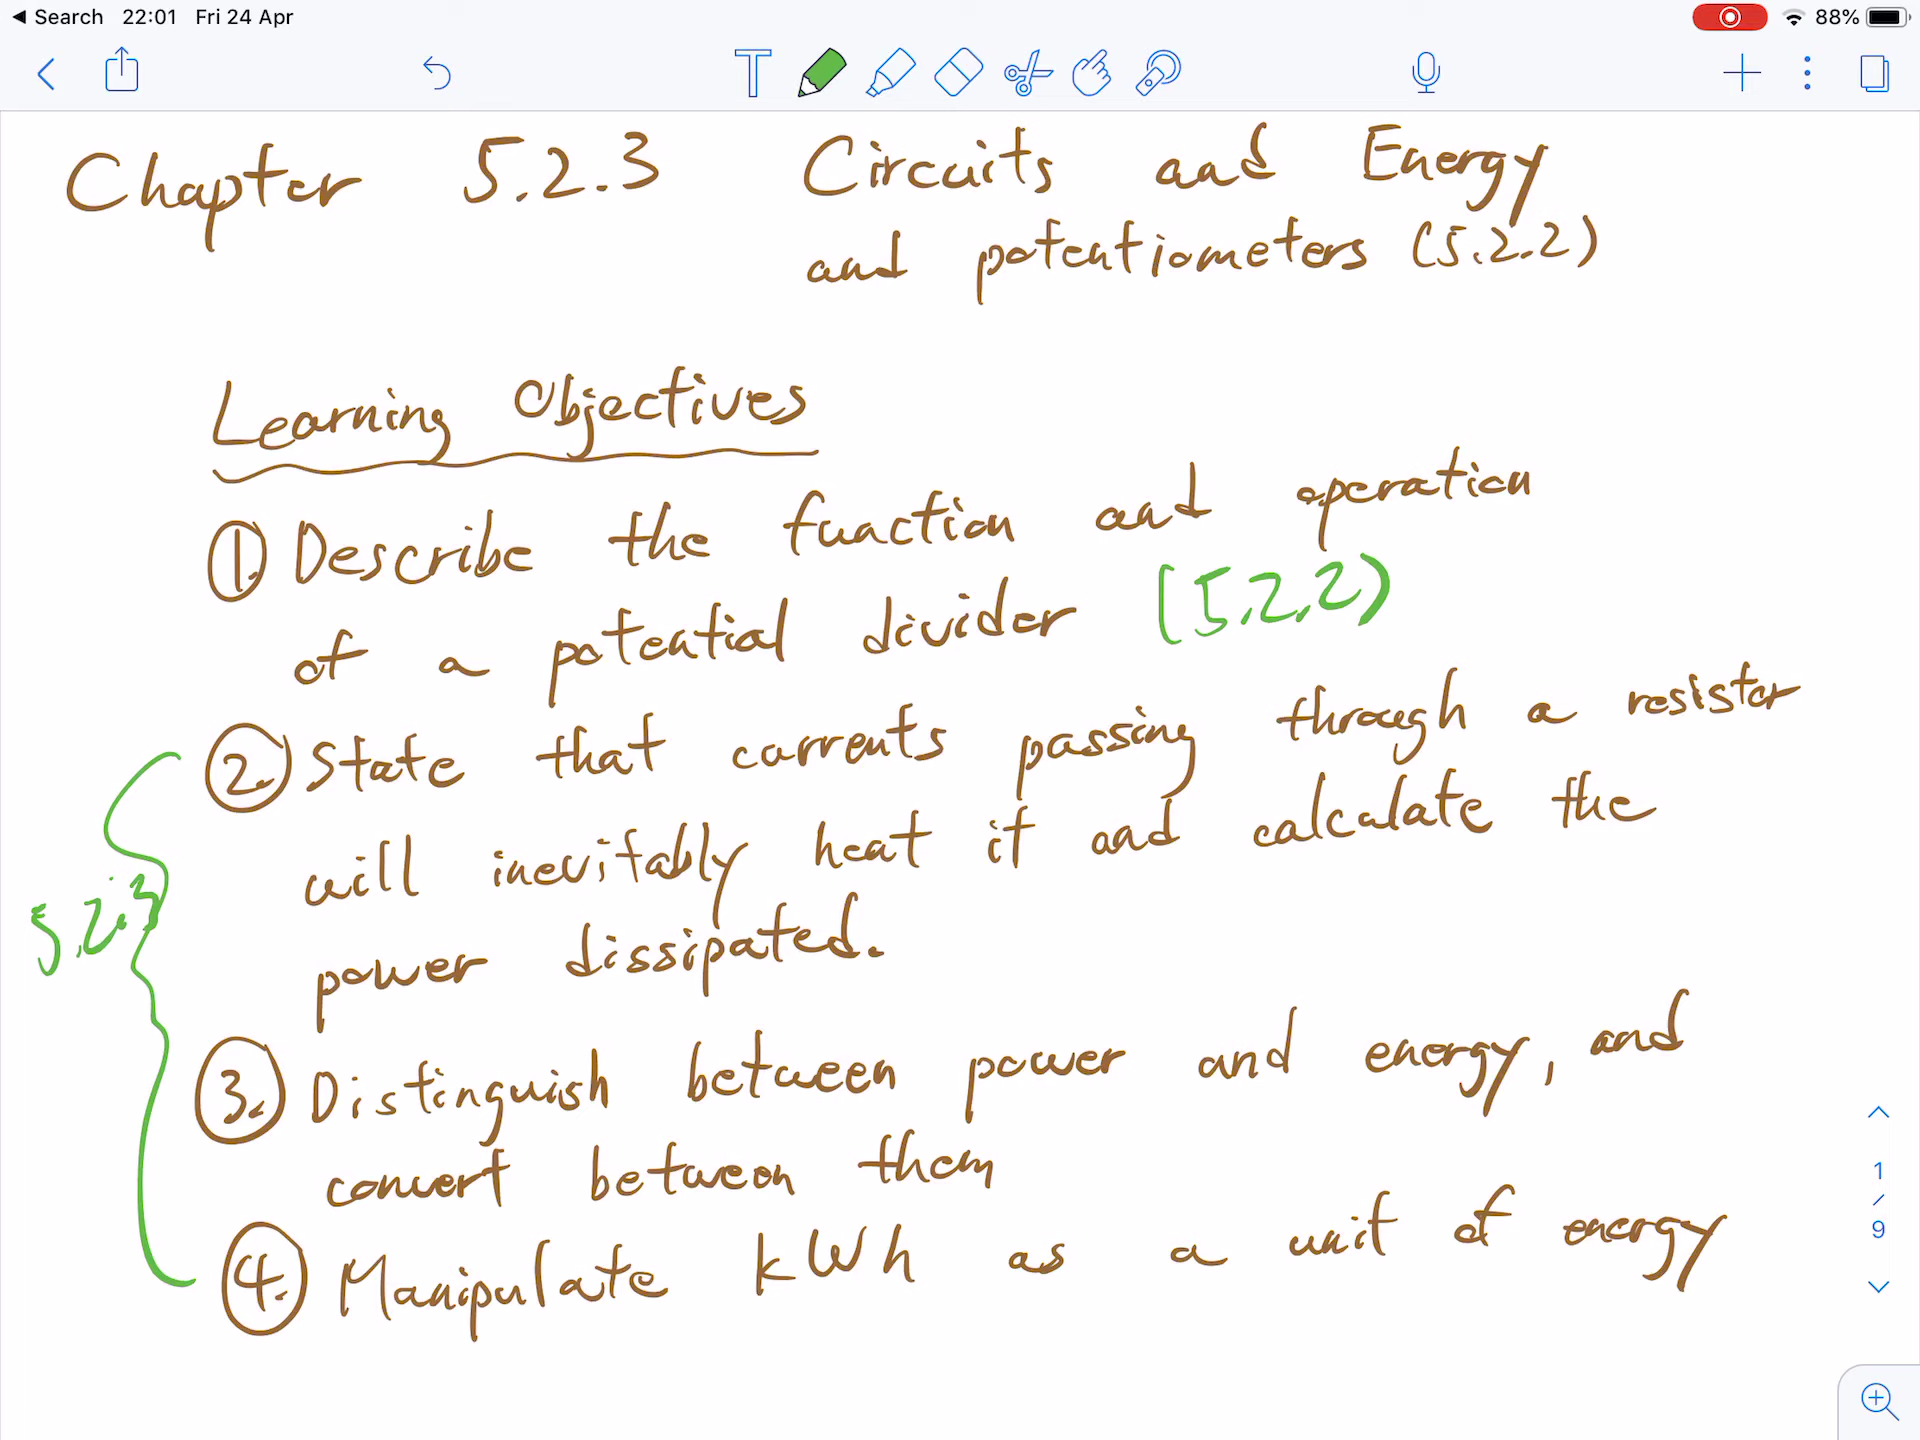 Search 22:01 Fri 24 Apr 88%
T
Chapter 5.2.3 Circuits and Energy
and potentiometers (5.2.2)
Learning Objectives
1. Describe the function and operation
of a potential divider (5.2.2)
2. State that currents passing through a resistor
will inevitably heat it and calculate the
5.2.3
power dissipated.
3. Distinguish between power and energy, and
convert between them
4. Manipulate kWh as a unit of energy
1
/
9